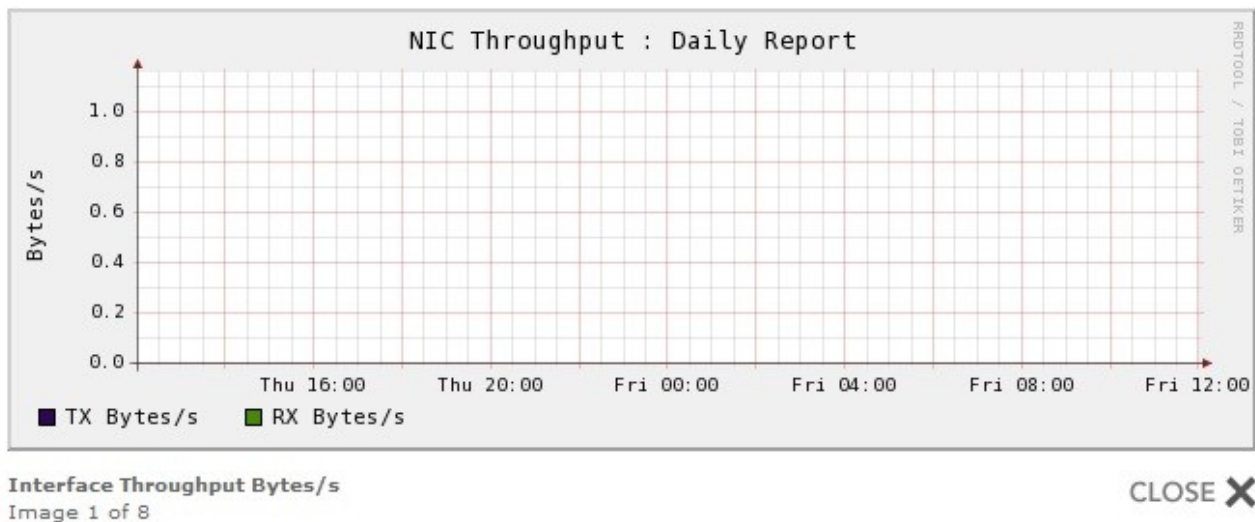 NIC Throughput : Daily Report
RRDTOOL / TOBI OETIKER
Bytes/s
1.0
0.8
0.6
0.4
0.2
0.0
Thu 16:00 Thu 20:00 Fri 00:00 Fri 04:00 Fri 08:00 Fri 12:00
TX Bytes/s RX Bytes/s
Interface Throughput Bytes/s
CLOSE X
Image 1 of 8